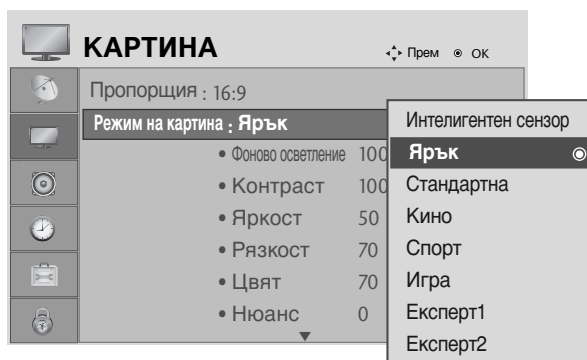 КАРТИНА
Прем ОК
Пропорция : 16:9
Режим на картина : Ярък
• Фоново осветление 100
• Контраст 100
• Яркост 50
• Рязкост 70
• Цвят 70
• Нюанс 0
Интелигентен сензор
Ярък
Стандартна
Кино
Спорт
Игра
Експерт1
Експерт2